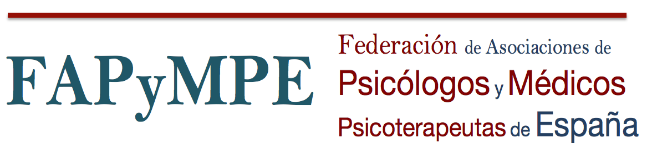 FAPyMPE
Federación de Asociaciones de
Psicólogos y Médicos
Psicoterapeutas de España